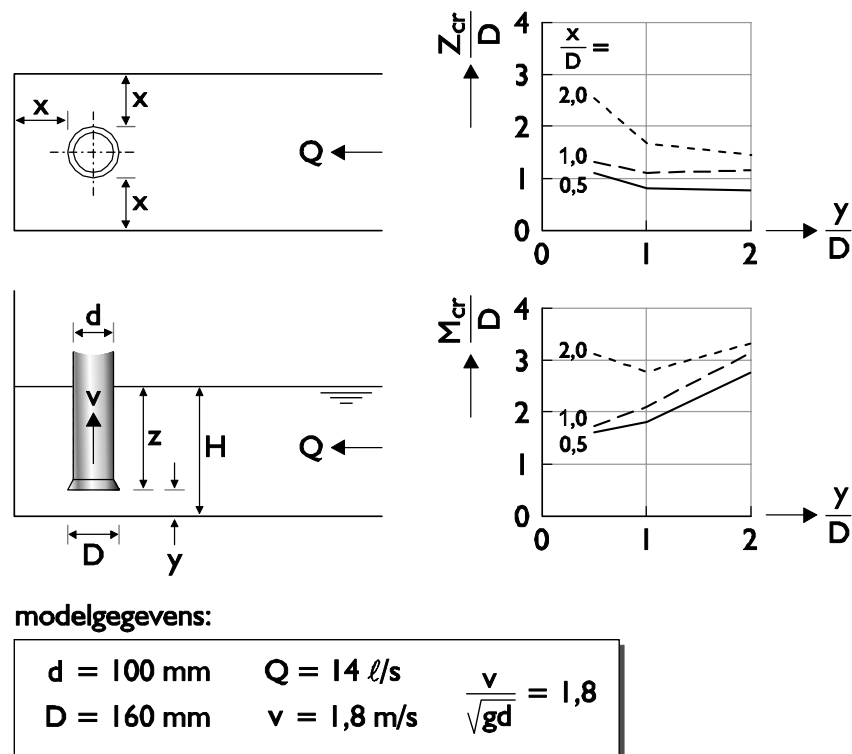 x
x
x
Q
Z_cr/D
x/D =
4
3
2
1
0
2,0
1,0
0,5
0 1 2
y/D
d
v
z
H
Q
D
y
M_cr/D
4
3
2
1
0
2,0
1,0
0,5
0 1 2
y/D
modelgegevens:
d = 100 mm Q = 14 ℓ/s v/√gd = 1,8
D = 160 mm v = 1,8 m/s